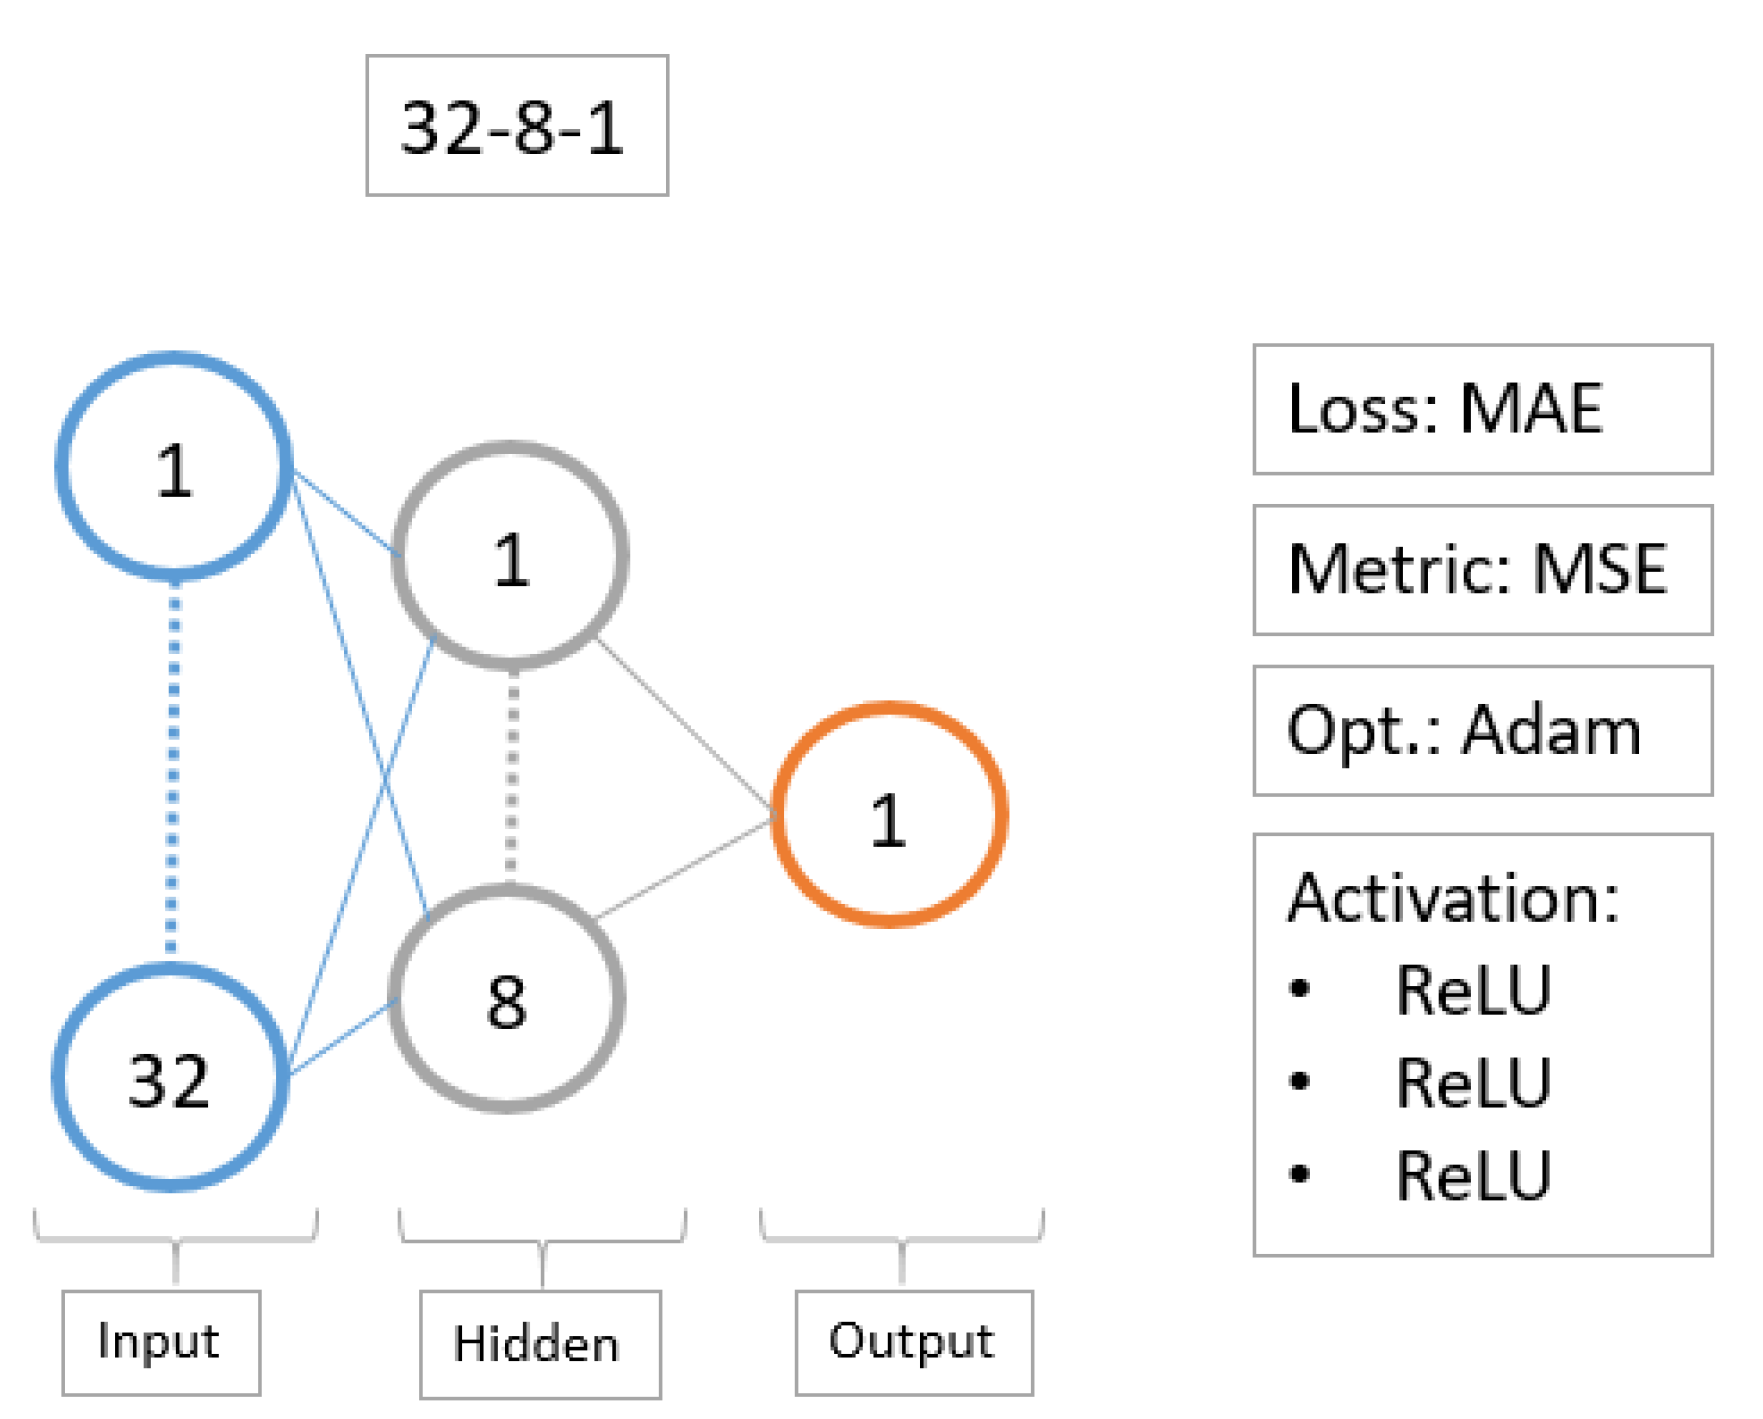 32-8-1
1
32
1
8
1
Input
Hidden
Output
Loss: MAE
Metric: MSE
Opt.: Adam
Activation:
• ReLU
• ReLU
• ReLU